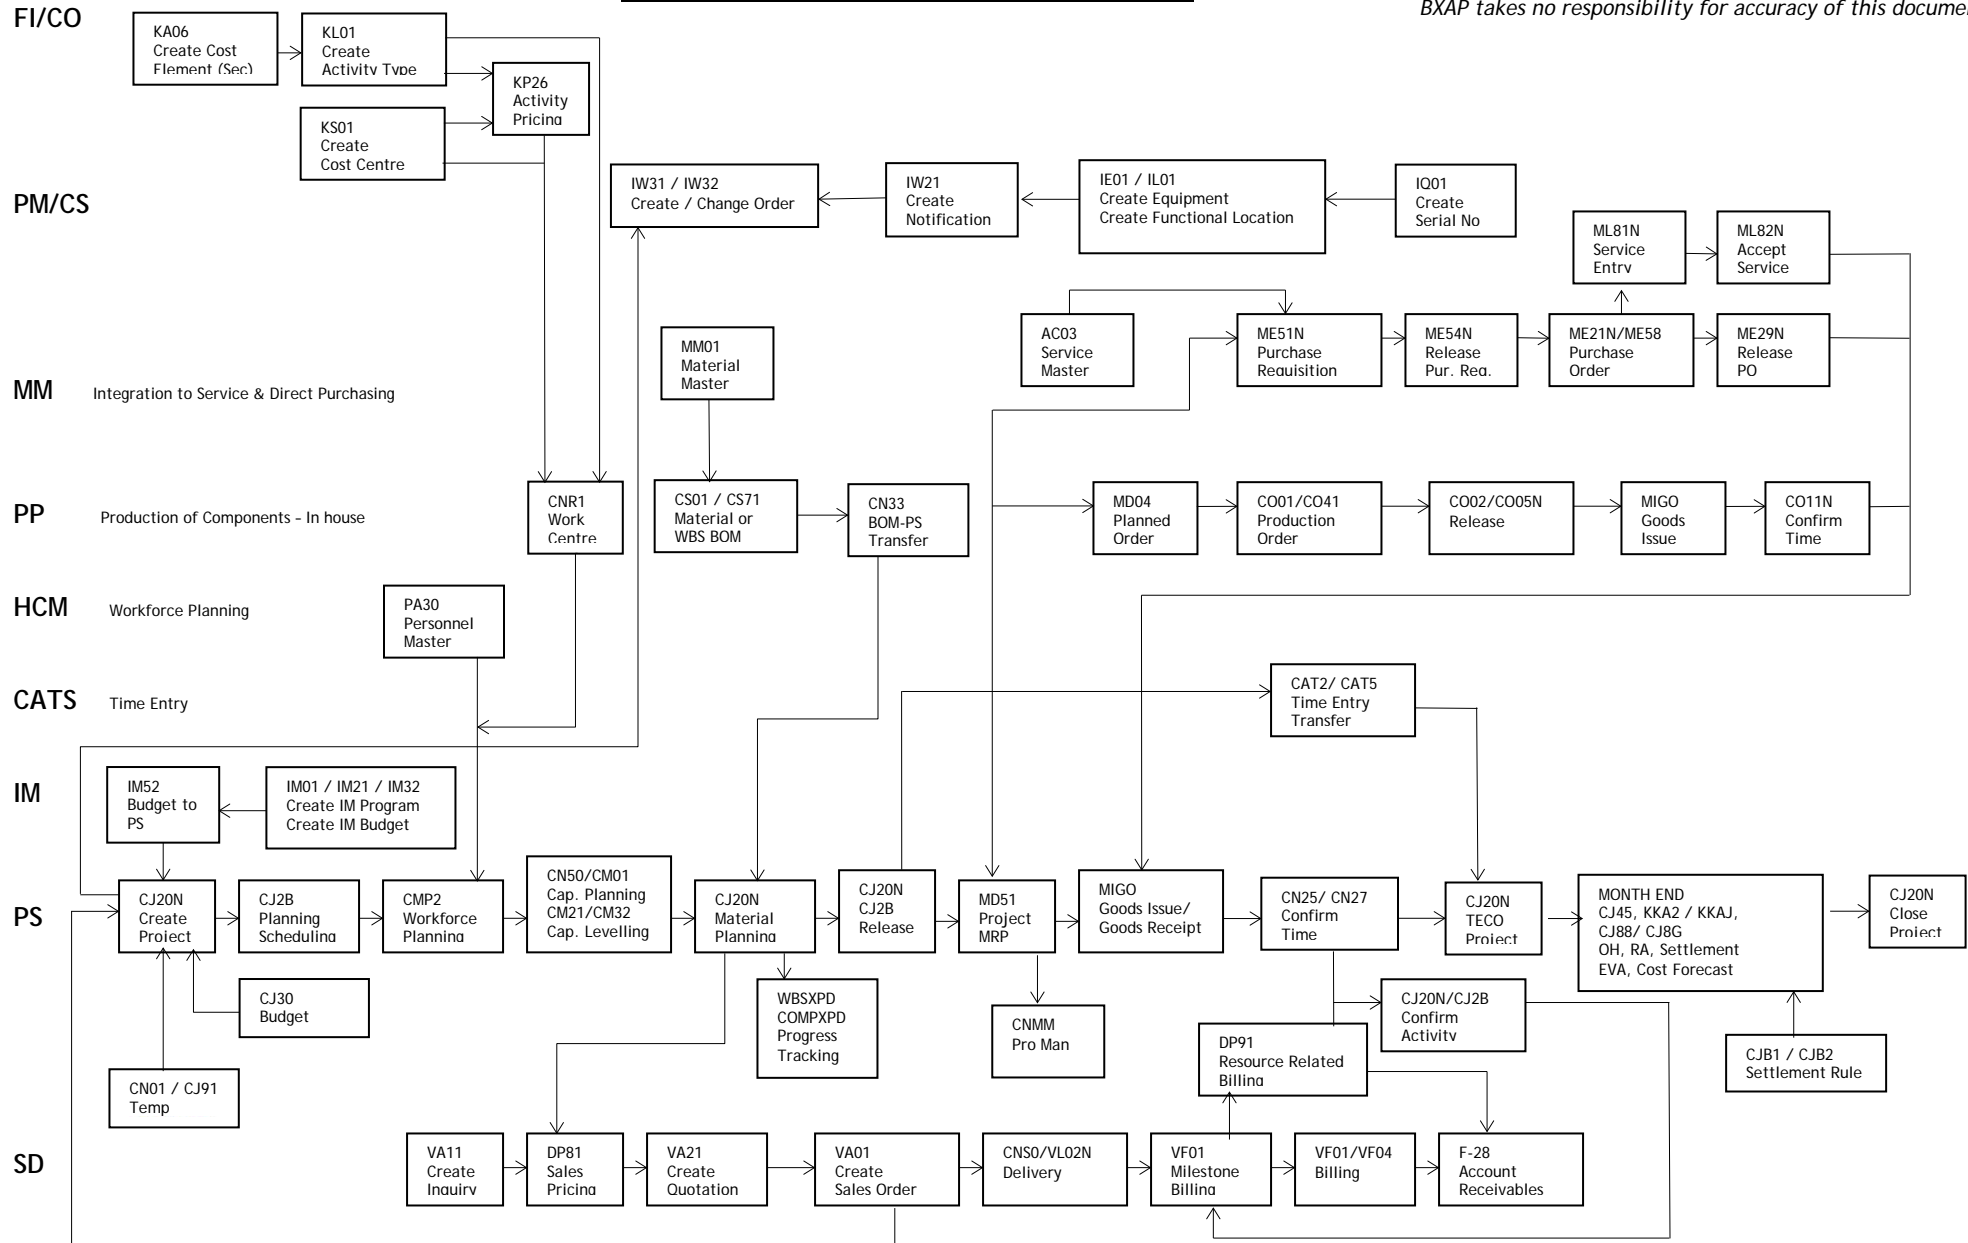 FI/CO
BXAP takes no responsibility for accuracy of this docume
KA06
Create Cost
Element (Sec)
KL01
Create
Activity Type
KP26
Activity
Pricing
KS01
Create
Cost Centre
PM/CS
IW31 / IW32
Create / Change Order
IW21
Create
Notification
IE01 / IL01
Create Equipment
Create Functional Location
IQ01
Create
Serial No
ML81N
Service
Entry
ML82N
Accept
Service
MM
Integration to Service & Direct Purchasing
MM01
Material
Master
AC03
Service
Master
ME51N
Purchase
Requisition
ME54N
Release
Pur. Req.
ME21N/ME58
Purchase
Order
ME29N
Release
PO
PP
Production of Components - In house
CNR1
Work
Centre
CS01 / CS71
Material or
WBS BOM
CN33
BOM-PS
Transfer
MD04
Planned
Order
CO01/CO41
Production
Order
CO02/CO05N
Release
MIGO
Goods
Issue
CO11N
Confirm
Time
HCM
Workforce Planning
PA30
Personnel
Master
CATS
Time Entry
CAT2/ CAT5
Time Entry
Transfer
IM
IM52
Budget to
PS
IM01 / IM21 / IM32
Create IM Program
Create IM Budget
PS
CJ20N
Create
Project
CJ2B
Planning
Scheduling
CMP2
Workforce
Planning
CN50/CM01
Cap. Planning
CM21/CM32
Cap. Levelling
CJ20N
Material
Planning
CJ20N
CJ2B
Release
MD51
Project
MRP
MIGO
Goods Issue/
Goods Receipt
CN25/ CN27
Confirm
Time
CJ20N
TECO
Project
MONTH END
CJ45, KKA2 / KKAJ,
CJ88/ CJ8G
OH, RA, Settlement
EVA, Cost Forecast
CJ20N
Close
Project
CJ30
Budget
WBSXPD
COMPXPD
Progress
Tracking
CNMM
Pro Man
CJ20N/CJ2B
Confirm
Activity
DP91
Resource Related
Billing
CJB1 / CJB2
Settlement Rule
CN01 / CJ91
Temp
SD
VA11
Create
Inquiry
DP81
Sales
Pricing
VA21
Create
Quotation
VA01
Create
Sales Order
CNS0/VL02N
Delivery
VF01
Milestone
Billing
VF01/VF04
Billing
F-28
Account
Receivables